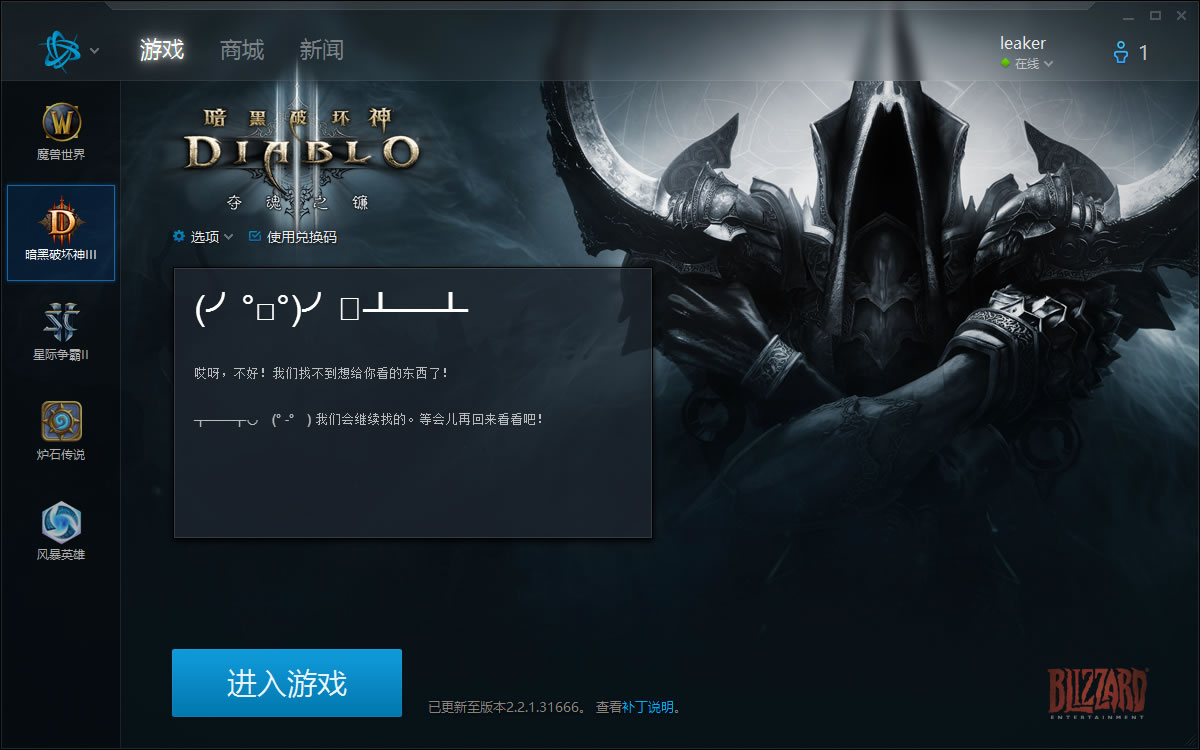 游戏
商城
新闻
leaker
在线
1
魔兽世界
暗黑破坏神III
星际争霸II
炉石传说
风暴英雄
暗黑破坏神
DIABLO
夺魂之镰
选项
使用兑换码
(╯°□°)╯ □┻━━┻
哎呀，不好！我们找不到想给你看的东西了！
┬──┬◡ (° -° ) 我们会继续找的。等会儿再回来看看吧！
进入游戏
已更新至版本2.2.1.31666。 查看补丁说明。
BLIZZARD
ENTERTAINMENT